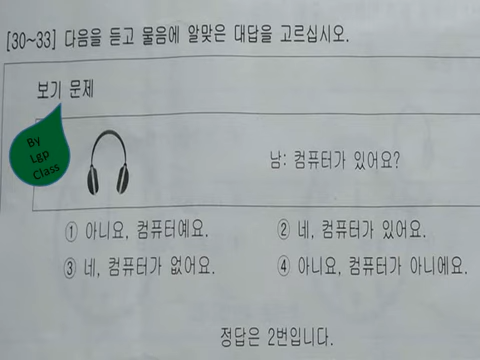 [30~33] 다음을 듣고 물음에 알맞은 대답을 고르십시오.
보기 문제
By
Lgp
Class
남: 컴퓨터가 있어요?
① 아니요, 컴퓨터예요.
② 네, 컴퓨터가 있어요.
③ 네, 컴퓨터가 없어요.
④ 아니요, 컴퓨터가 아니에요.
정답은 2번입니다.